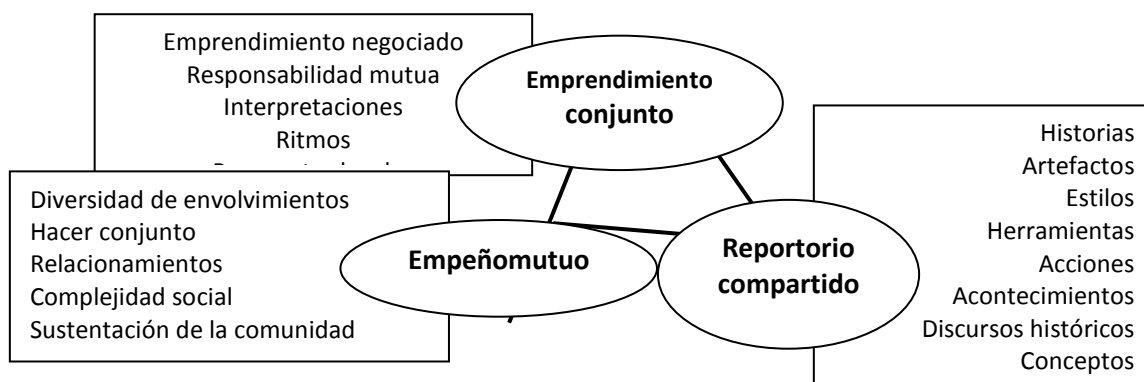 Emprendimiento negociado
Responsabilidad mutua
Interpretaciones
Ritmos
Emprendimiento
conjunto
Diversidad de envolvimientos
Hacer conjunto
Relacionamientos
Complejidad social
Sustentación de la comunidad
Empeñomutuo
Reportorio
compartido
Historias
Artefactos
Estilos
Herramientas
Acciones
Acontecimientos
Discursos históricos
Conceptos